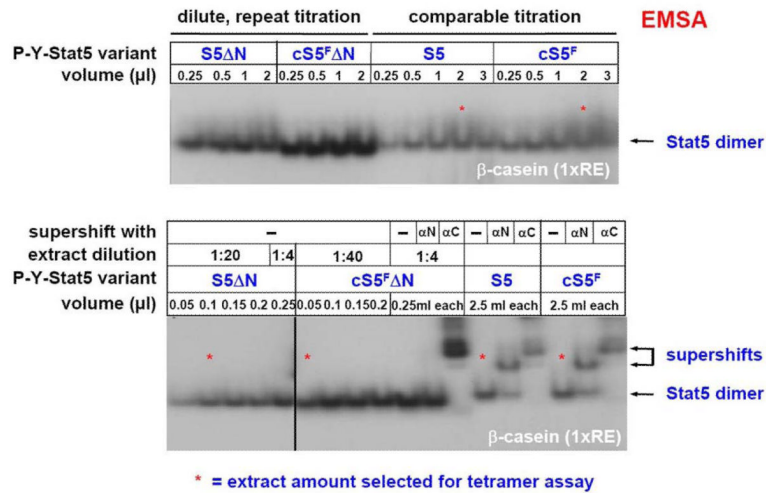 dilute, repeat titration comparable titration EMSA
P-Y-Stat5 variant S5ΔN cS5ᶠΔN S5 cS5ᶠ
volume (µl) 0.25 0.5 1 2 0.25 0.5 1 2 0.25 0.5 1 2 3 0.25 0.5 1 2 3
* *
Stat5 dimer
β-casein (1xRE)
supershift with – – αN αC – αN αC – αN αC
extract dilution 1:20 1:4 1:40 1:4
P-Y-Stat5 variant S5ΔN cS5ᶠΔN S5 cS5ᶠ
volume (µl) 0.05 0.1 0.15 0.2 0.25 0.05 0.1 0.15 0.2 0.25ml each 2.5 ml each 2.5 ml each
* * * * supershifts
Stat5 dimer
β-casein (1xRE)
* = extract amount selected for tetramer assay